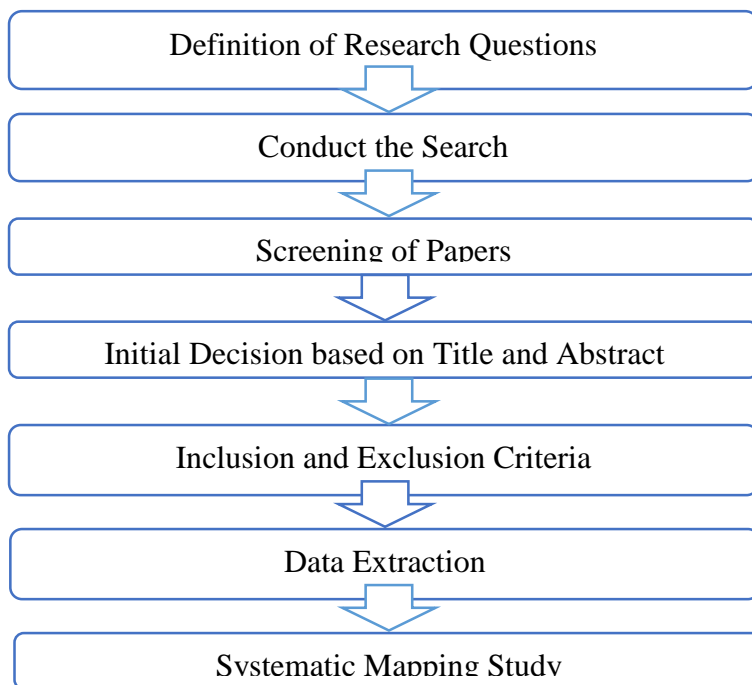 Definition of Research Questions
Conduct the Search
Screening of Papers
Initial Decision based on Title and Abstract
Inclusion and Exclusion Criteria
Data Extraction
Systematic Mapping Study